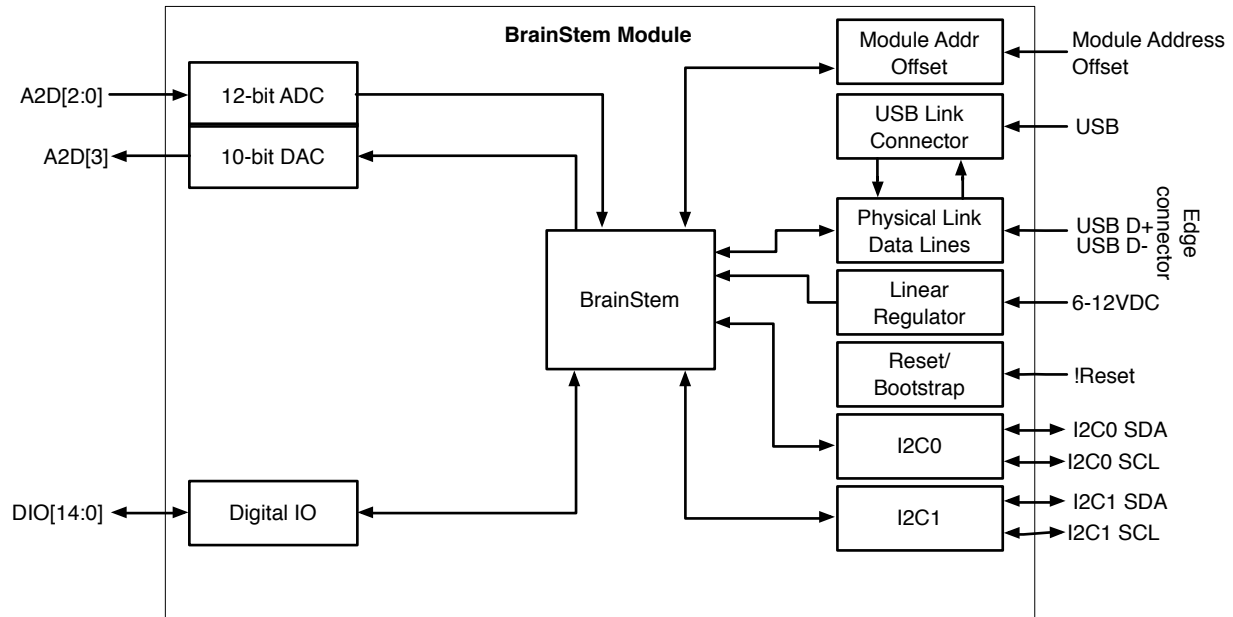 BrainStem Module
A2D[2:0]
12-bit ADC
A2D[3]
10-bit DAC
BrainStem
DIO[14:0]
Digital IO
Module Addr
Offset
Module Address
Offset
USB Link
Connector
USB
Physical Link
Data Lines
USB D+
USB D-
Edge
connector
Linear
Regulator
6-12VDC
Reset/
Bootstrap
!Reset
I2C0
I2C0 SDA
I2C0 SCL
I2C1
I2C1 SDA
I2C1 SCL